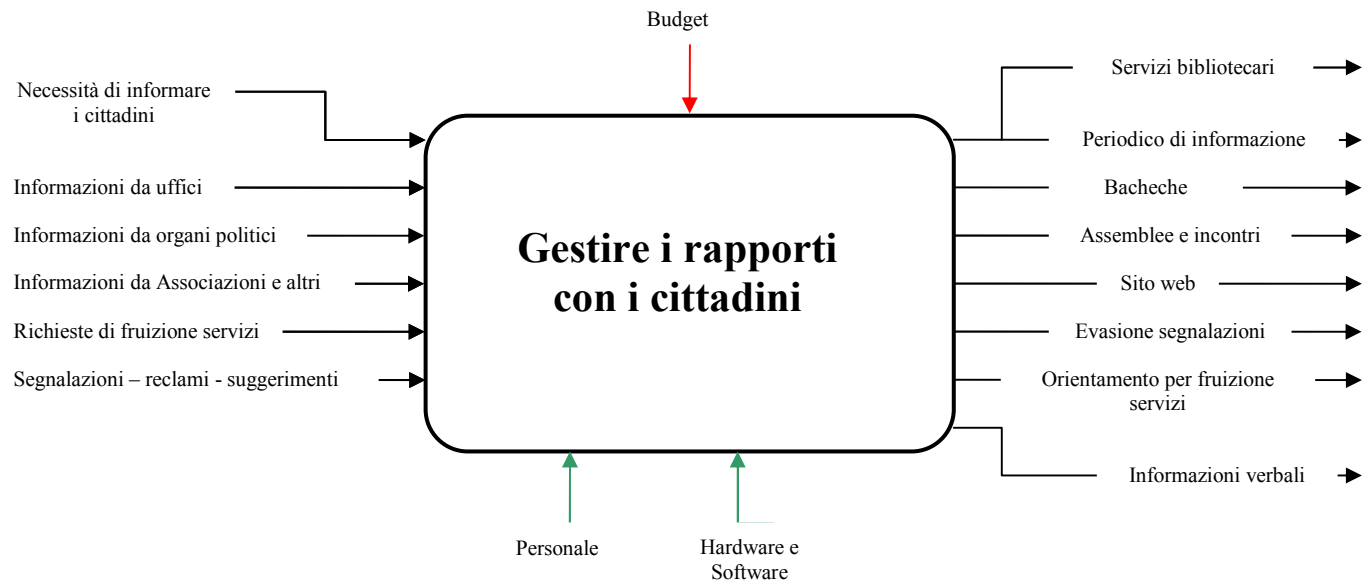 Budget
Necessità di informare
i cittadini
Informazioni da uffici
Informazioni da organi politici
Informazioni da Associazioni e altri
Richieste di fruizione servizi
Segnalazioni – reclami - suggerimenti
Gestire i rapporti
con i cittadini
Servizi bibliotecari
Periodico di informazione
Bacheche
Assemblee e incontri
Sito web
Evasione segnalazioni
Orientamento per fruizione
servizi
Informazioni verbali
Personale
Hardware e
Software